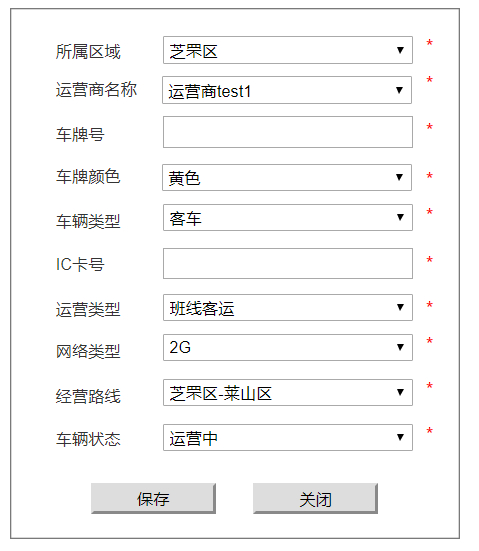 所属区域 芝罘区 *
运营商名称 运营商test1 *
车牌号 *
车牌颜色 黄色 *
车辆类型 客车 *
IC卡号 *
运营类型 班线客运 *
网络类型 2G *
经营路线 芝罘区-莱山区 *
车辆状态 运营中 *
保存 关闭